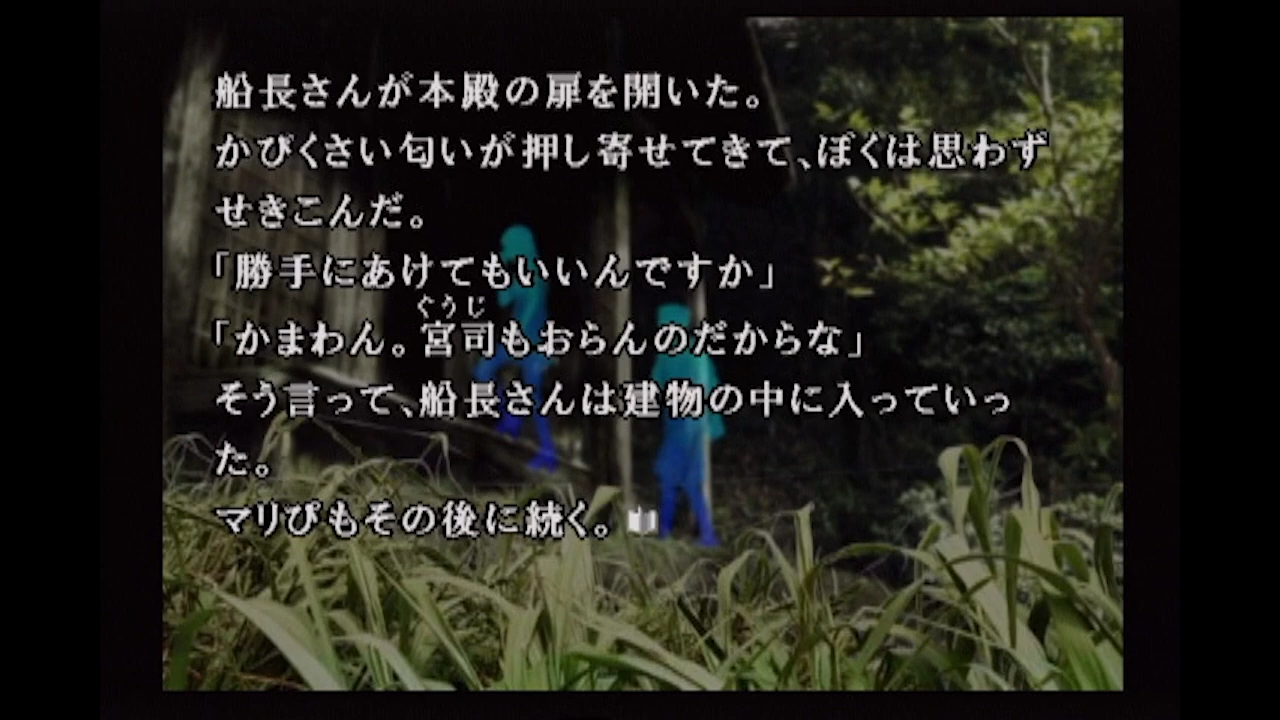 船長さんが本殿の扉を開いた。
かびくさい匂いが押し寄せてきて、ぼくは思わず
せきこんだ。
「勝手にあけてもいいんですか」
ぐうじ
「かまわん。宮司もおらんのだからな」
そう言って、船長さんは建物の中に入っていっ
た。
マリぴもその後に続く。